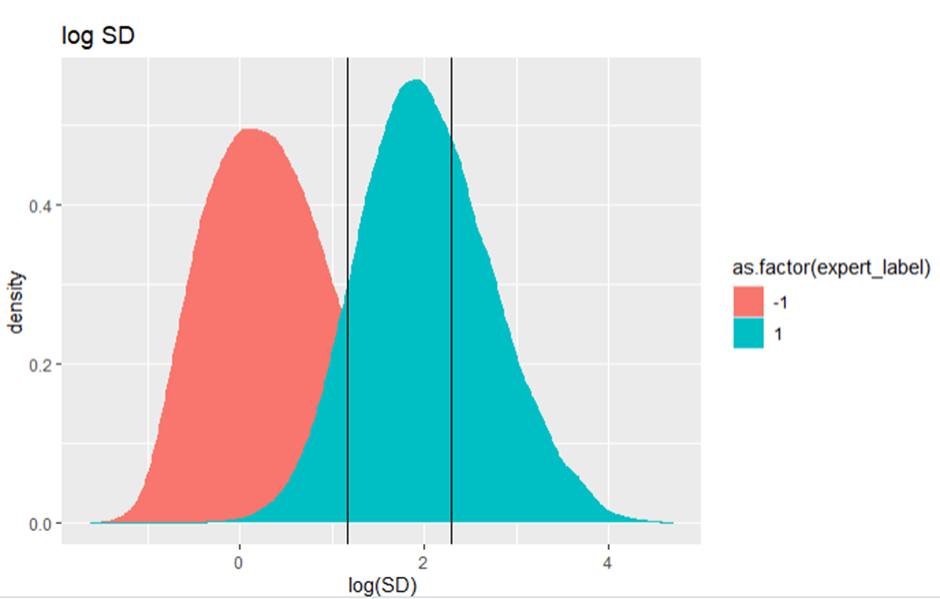 log SD
density
0.4
0.2
0.0
0
2
4
log(SD)
as.factor(expert_label)
-1
1